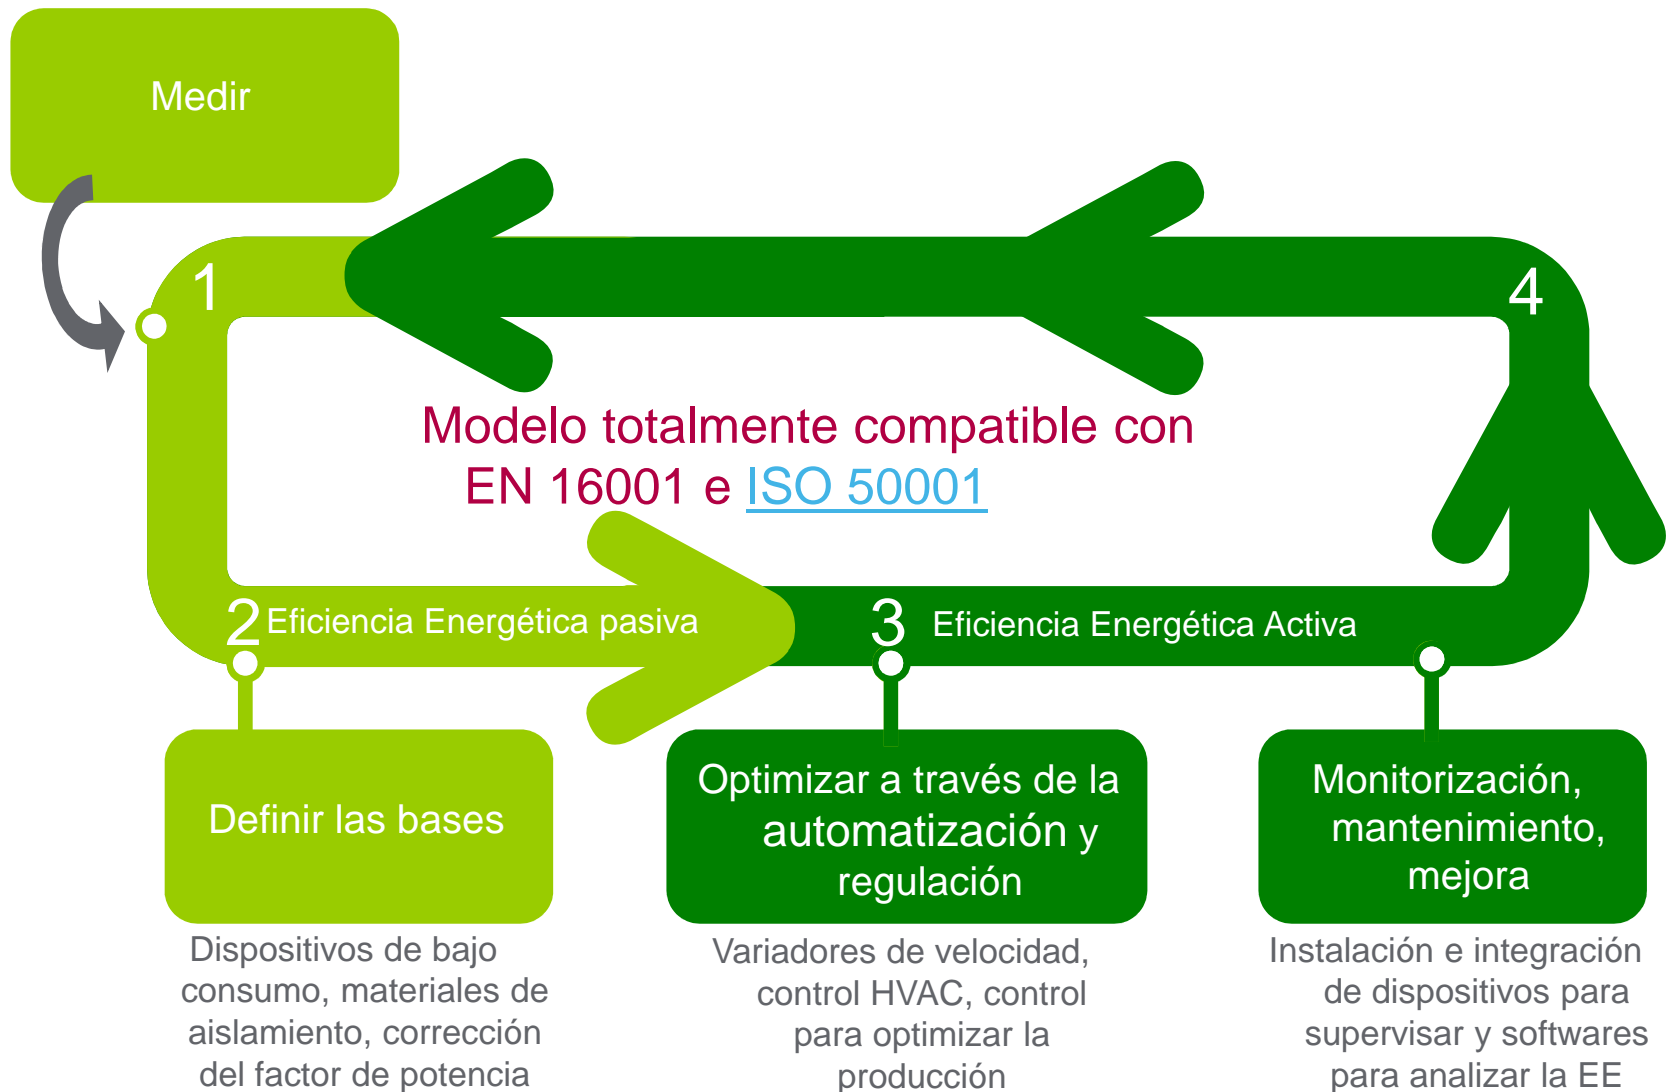 Medir
1
4
Modelo totalmente compatible con
EN 16001 e ISO 50001
2 Eficiencia Energética pasiva
3 Eficiencia Energética Activa
Definir las bases
Optimizar a través de la
automatización y
regulación
Monitorización,
mantenimiento,
mejora
Dispositivos de bajo
consumo, materiales de
aislamiento, corrección
del factor de potencia
Variadores de velocidad,
control HVAC, control
para optimizar la
producción
Instalación e integración
de dispositivos para
supervisar y softwares
para analizar la EE